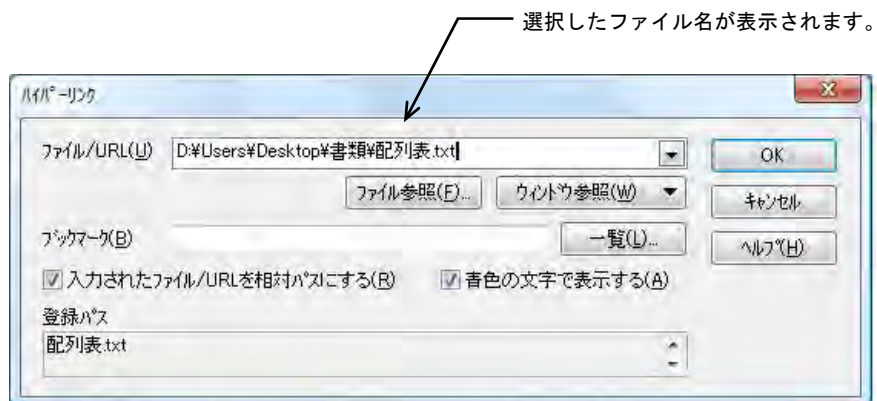 選択したファイル名が表示されます。
ﾊｲﾊﾟｰﾘﾝｸ
ﾌｧｲﾙ/URL(U) D:¥Users¥Desktop¥書類¥配列表.txt OK
ﾌｧｲﾙ参照(F)... ｳｨﾝﾄﾞｳ参照(W) ｷｬﾝｾﾙ
ﾌﾞｯｸﾏｰｸ(B) 一覧(L)... ﾍﾙﾌﾟ(H)
入力されたﾌｧｲﾙ/URLを相対ﾊﾟｽにする(R) 青色の文字で表示する(A)
登録ﾊﾟｽ
配列表.txt